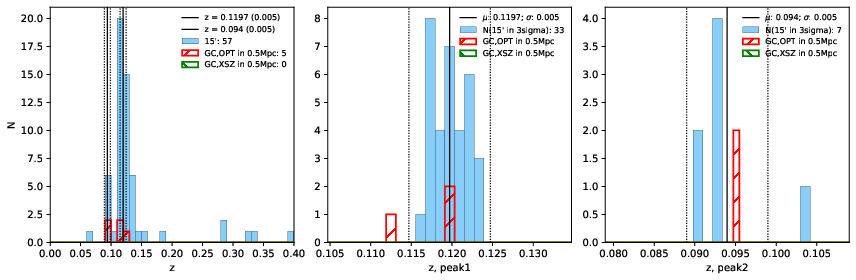 z = 0.1197 (0.005)
z = 0.094 (0.005)
15': 57
GC,OPT in 0.5Mpc: 5
GC,XSZ in 0.5Mpc: 0
N
20.0
17.5
15.0
12.5
10.0
7.5
5.0
2.5
0.0
0.00 0.05 0.10 0.15 0.20 0.25 0.30 0.35 0.40
z
μ: 0.1197; σ: 0.005
N(15' in 3sigma): 33
GC,OPT in 0.5Mpc
GC,XSZ in 0.5Mpc
8
7
6
5
4
3
2
1
0
0.105 0.110 0.115 0.120 0.125 0.130
z, peak1
μ: 0.094; σ: 0.005
N(15' in 3sigma): 7
GC,OPT in 0.5Mpc
GC,XSZ in 0.5Mpc
4.0
3.5
3.0
2.5
2.0
1.5
1.0
0.5
0.0
0.080 0.085 0.090 0.095 0.100 0.105
z, peak2